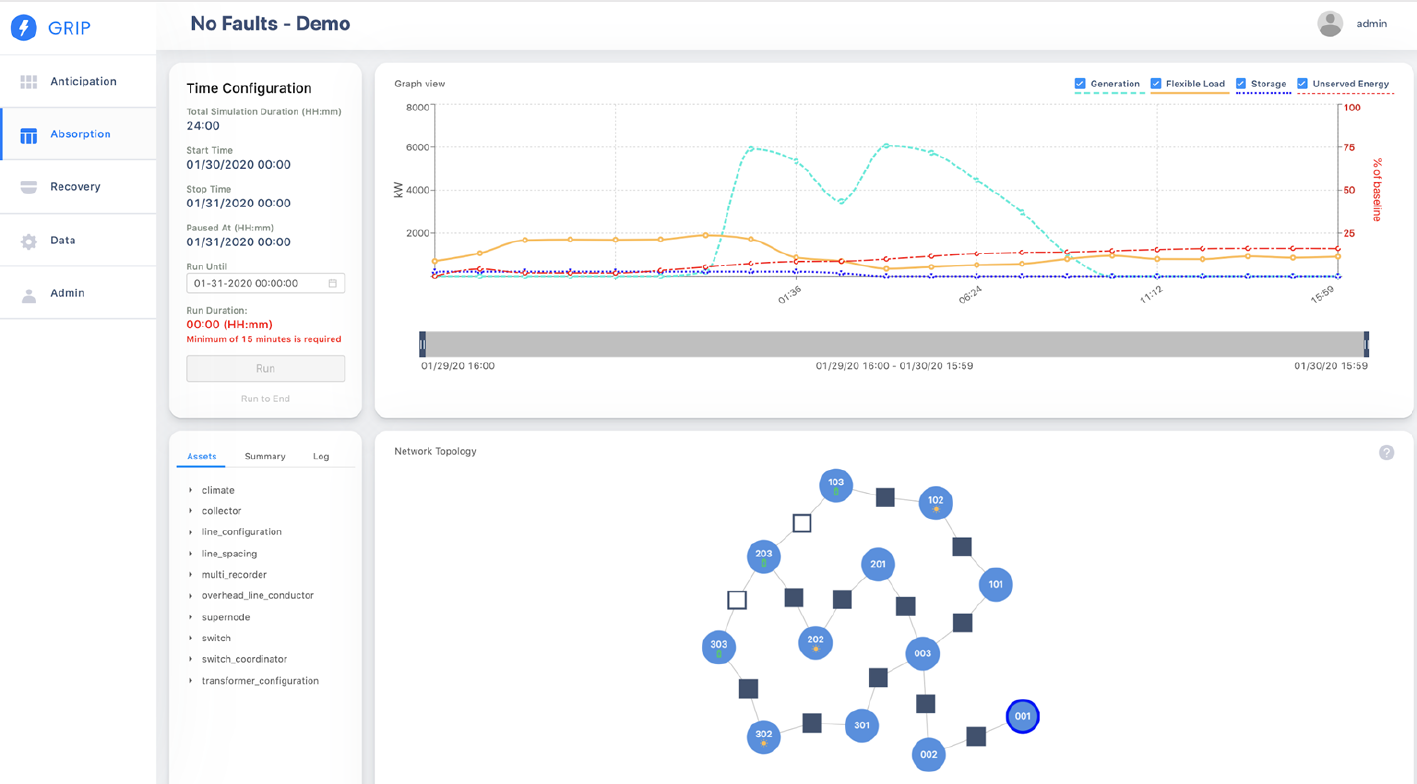 GRIP
No Faults - Demo
admin
Anticipation
Absorption
Recovery
Data
Admin
Time Configuration
Total Simulation Duration (HH:mm)
24:00
Start Time
01/30/2020 00:00
Stop Time
01/31/2020 00:00
Paused At (HH:mm)
01/31/2020 00:00
Run Until
01-31-2020 00:00:00
Run Duration:
00:00 (HH:mm)
Minimum of 15 minutes is required
Run
Run to End
Graph view
Generation Flexible Load Storage Unserved Energy
8000
6000
4000
2000
kW
100
75
50
25
% of baseline
01:36 06:24 11:12 15:59
01/29/20 16:00 01/29/20 16:00 - 01/30/20 15:59 01/30/20 15:59
Assets Summary Log
climate
collector
line_configuration
line_spacing
multi_recorder
overhead_line_conductor
supernode
switch
switch_coordinator
transformer_configuration
Network Topology
?
103
102
203
201
101
202
303
003
001
301
302
002